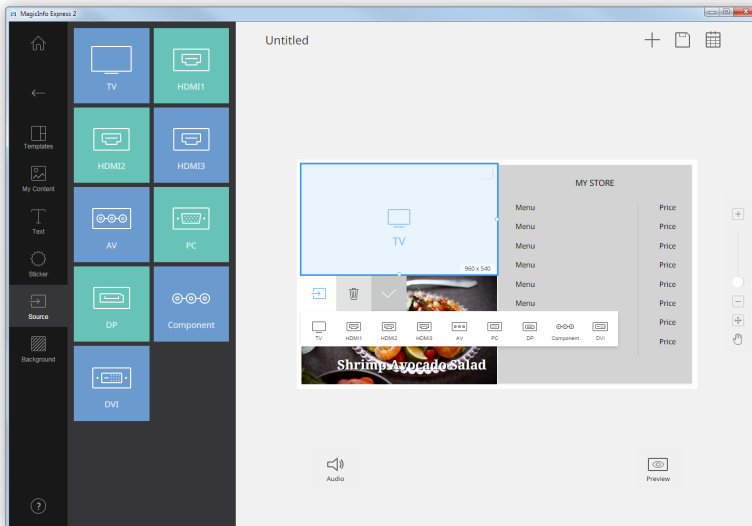 MagicInfo Express 2
Untitled
Templates
My Content
Text
Sticker
Source
Background
TV
HDMI1
HDMI2
HDMI3
AV
PC
DP
Component
DVI
TV
960 x 540
MY STORE
Menu Price
Menu Price
Menu Price
Menu Price
Menu Price
Menu Price
Price
Price
TV HDMI1 HDMI2 HDMI3 AV PC DP Component DVI
Shrimp Avocado Salad
Audio
Preview